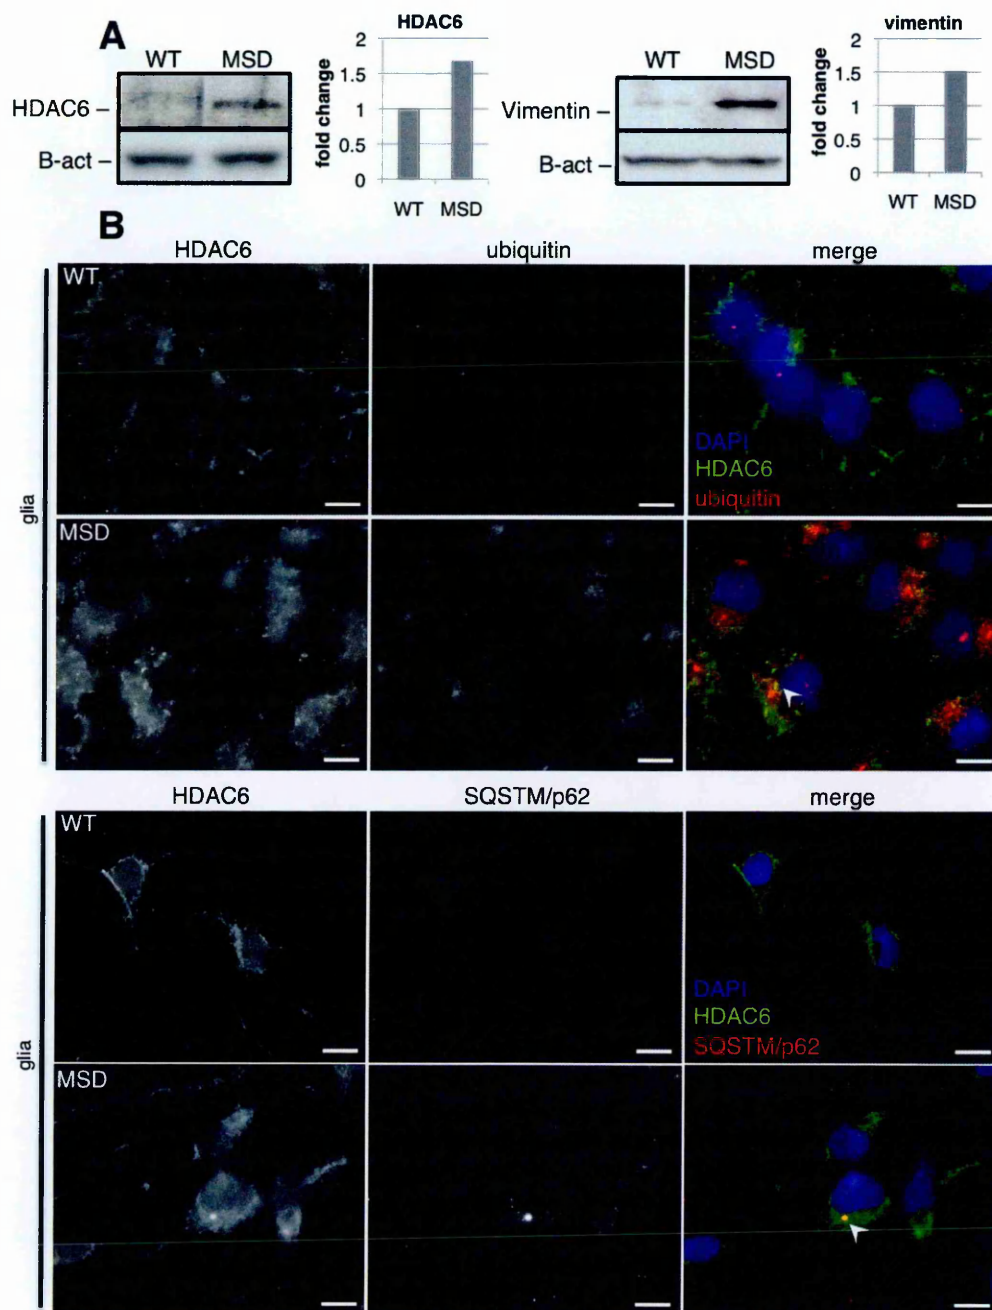 A
WT MSD
HDAC6 –
B-act –
HDAC6
fold change
2
1.5
1
0.5
0
WT MSD
WT MSD
Vimentin –
B-act –
vimentin
fold change
2
1.5
1
0.5
0
WT MSD
B
HDAC6 ubiquitin merge
glia
WT
DAPI
HDAC6
ubiquitin
MSD
HDAC6 SQSTM/p62 merge
glia
WT
DAPI
HDAC6
SQSTM/p62
MSD